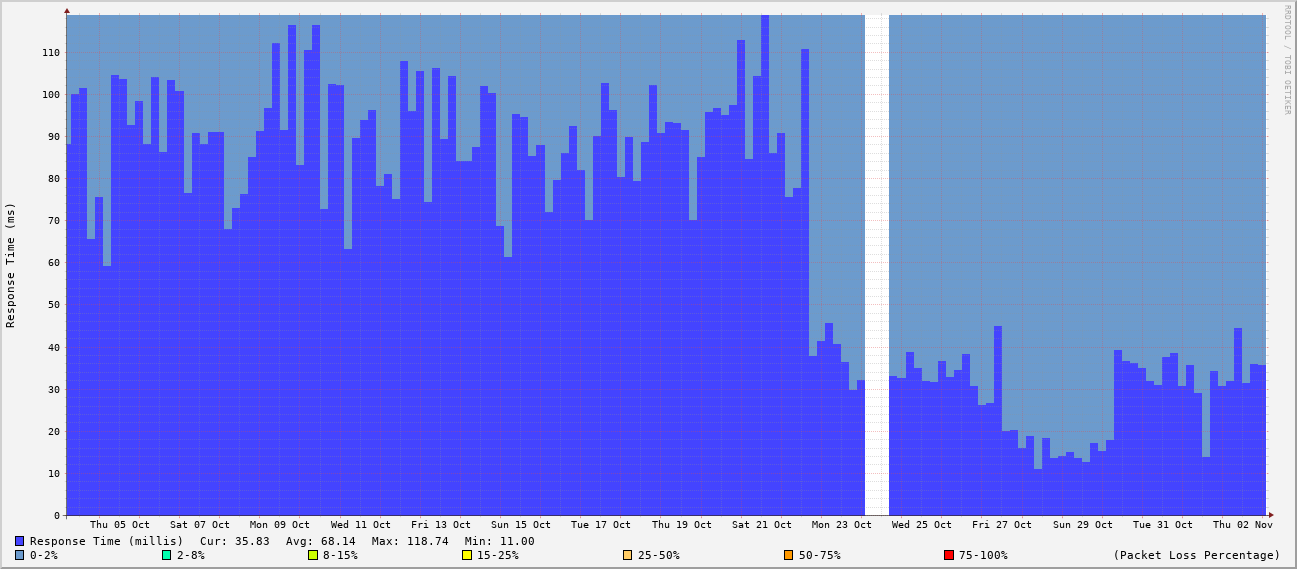 RRDTOOL / TOBI OETIKER
Response Time (ms)
110
100
90
80
70
60
50
40
30
20
10
0
Thu 05 Oct Sat 07 Oct Mon 09 Oct Wed 11 Oct Fri 13 Oct Sun 15 Oct Tue 17 Oct Thu 19 Oct Sat 21 Oct Mon 23 Oct Wed 25 Oct Fri 27 Oct Sun 29 Oct Tue 31 Oct Thu 02 Nov
Response Time (millis) Cur: 35.83 Avg: 68.14 Max: 118.74 Min: 11.00
0-2% 2-8% 8-15% 15-25% 25-50% 50-75% 75-100% (Packet Loss Percentage)